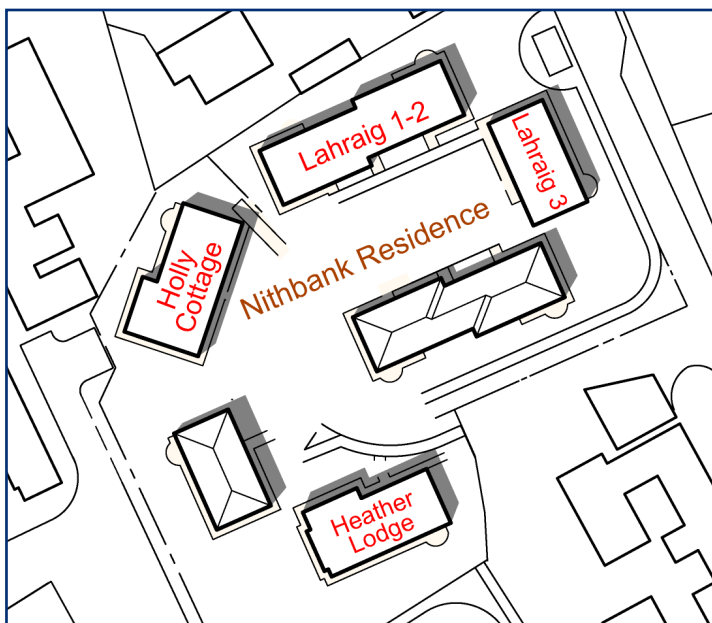 Lahraig 1-2
Lahraig 3
Nithbank Residence
Holly
Cottage
Heather
Lodge